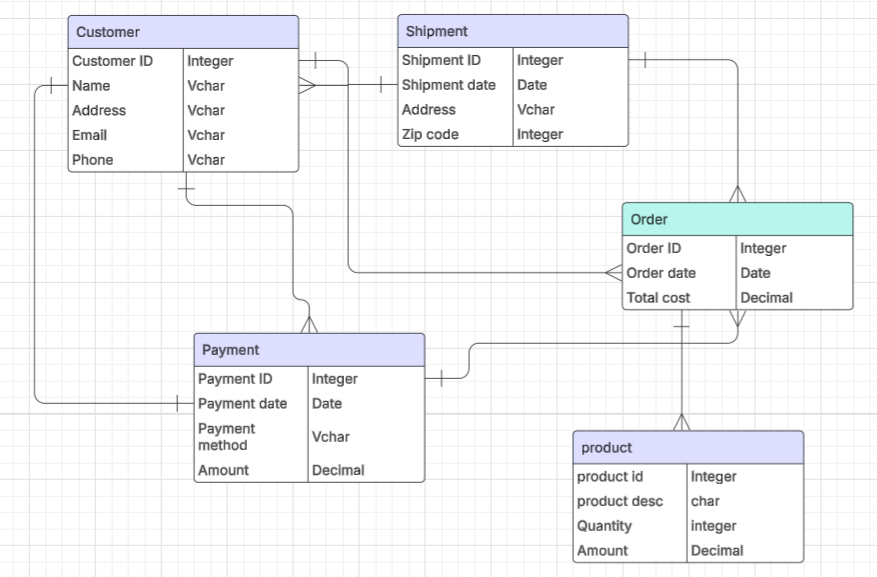 Customer
Customer ID Integer
Name Vchar
Address Vchar
Email Vchar
Phone Vchar
Shipment
Shipment ID Integer
Shipment date Date
Address Vchar
Zip code Integer
Order
Order ID Integer
Order date Date
Total cost Decimal
Payment
Payment ID Integer
Payment date Date
Payment
method Vchar
Amount Decimal
product
product id Integer
product desc char
Quantity integer
Amount Decimal